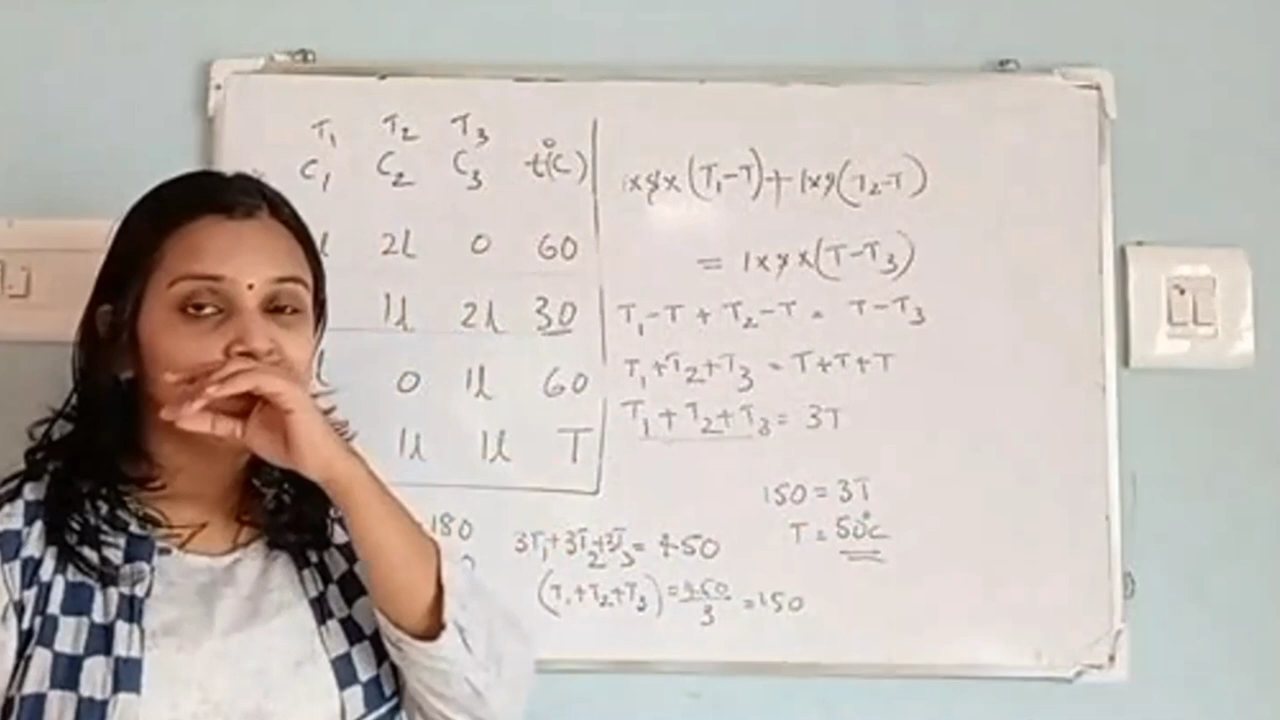 T₁ T₂ T₃
C₁ C₂ C₃ t(°C)
l 2l 0 60
1l 2l 30
l 0 1l 60
1l 1l T
180
3T₁+3T₂+3T₃ = 450
(T₁+T₂+T₃) = 450/3 = 150
1×s×(T₁-T)+1×s(T₂-T)
= 1×s×(T-T₃)
T₁-T+T₂-T = T-T₃
T₁+T₂+T₃ = T+T+T
T₁+T₂+T₃ = 3T
150 = 3T
T = 50°C